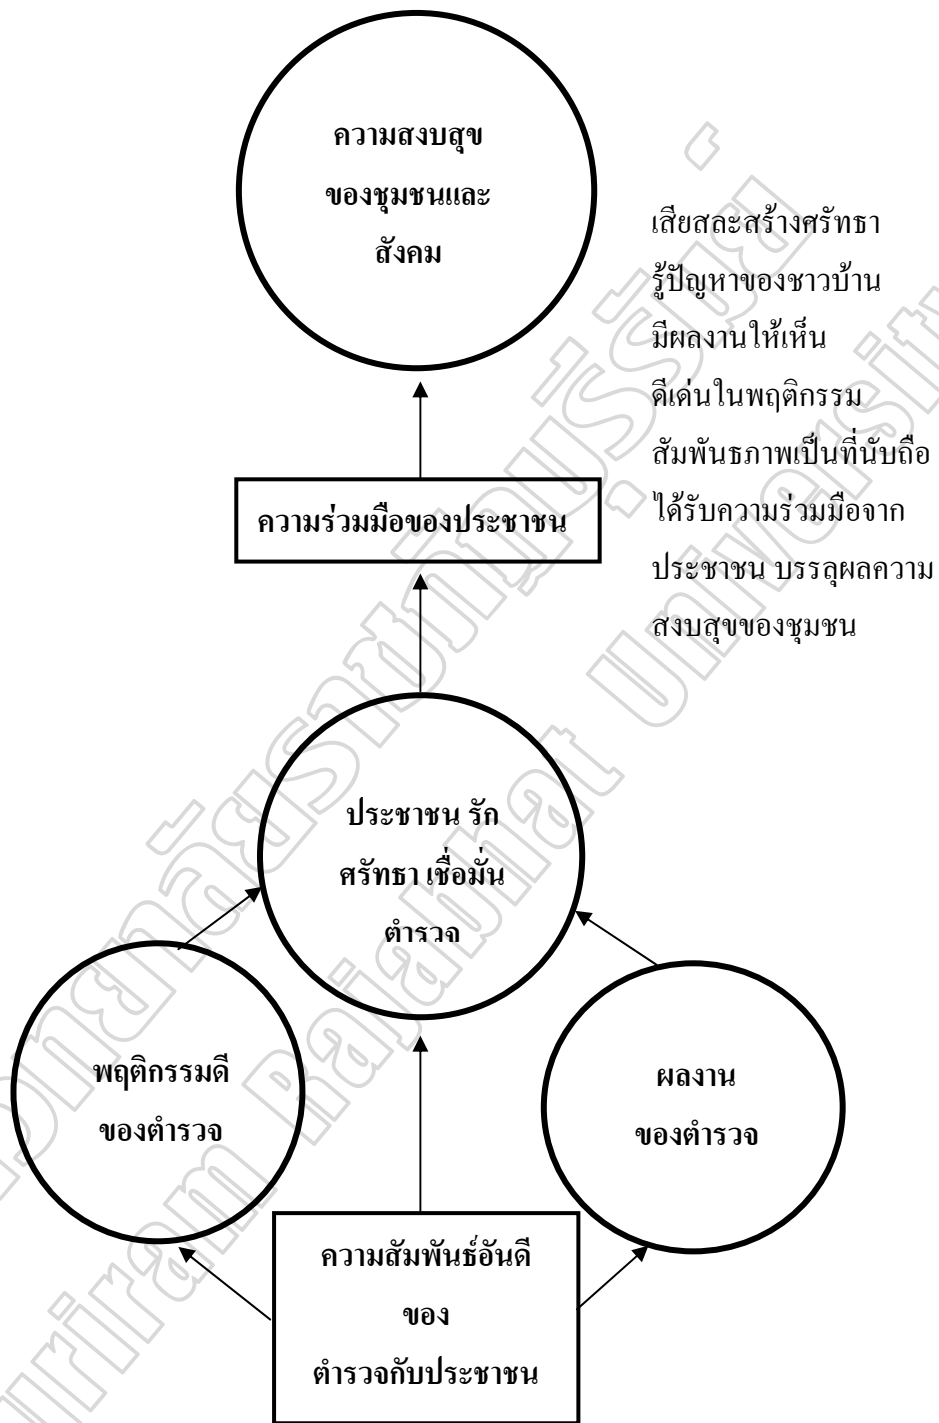 ความสงบสุข
ของชุมชนและ
สังคม
เสียสละสร้างศรัทธา
รู้ปัญหาของชาวบ้าน
มีผลงานให้เห็น
ดีเด่นในพฤติกรรม
สัมพันธภาพเป็นที่นับถือ
ได้รับความร่วมมือจาก
ประชาชน บรรลุผลความ
สงบสุขของชุมชน
ความร่วมมือของประชาชน
ประชาชน รัก
ศรัทธา เชื่อมั่น
ตำรวจ
พฤติกรรมดี
ของตำรวจ
ผลงาน
ของตำรวจ
ความสัมพันธ์อันดี
ของ
ตำรวจกับประชาชน
Rajabhat University